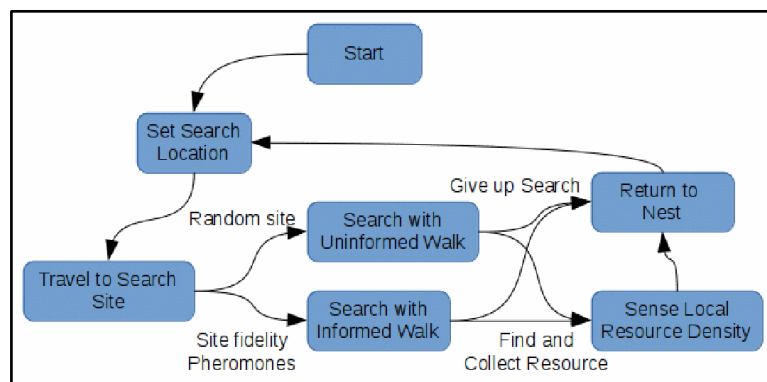 Start
Set Search
Location
Give up Search
Return to
Nest
Random site
Search with
Uninformed Walk
Travel to Search
Site
Search with
Informed Walk
Sense Local
Resource Density
Site fidelity
Pheromones
Find and
Collect Resource